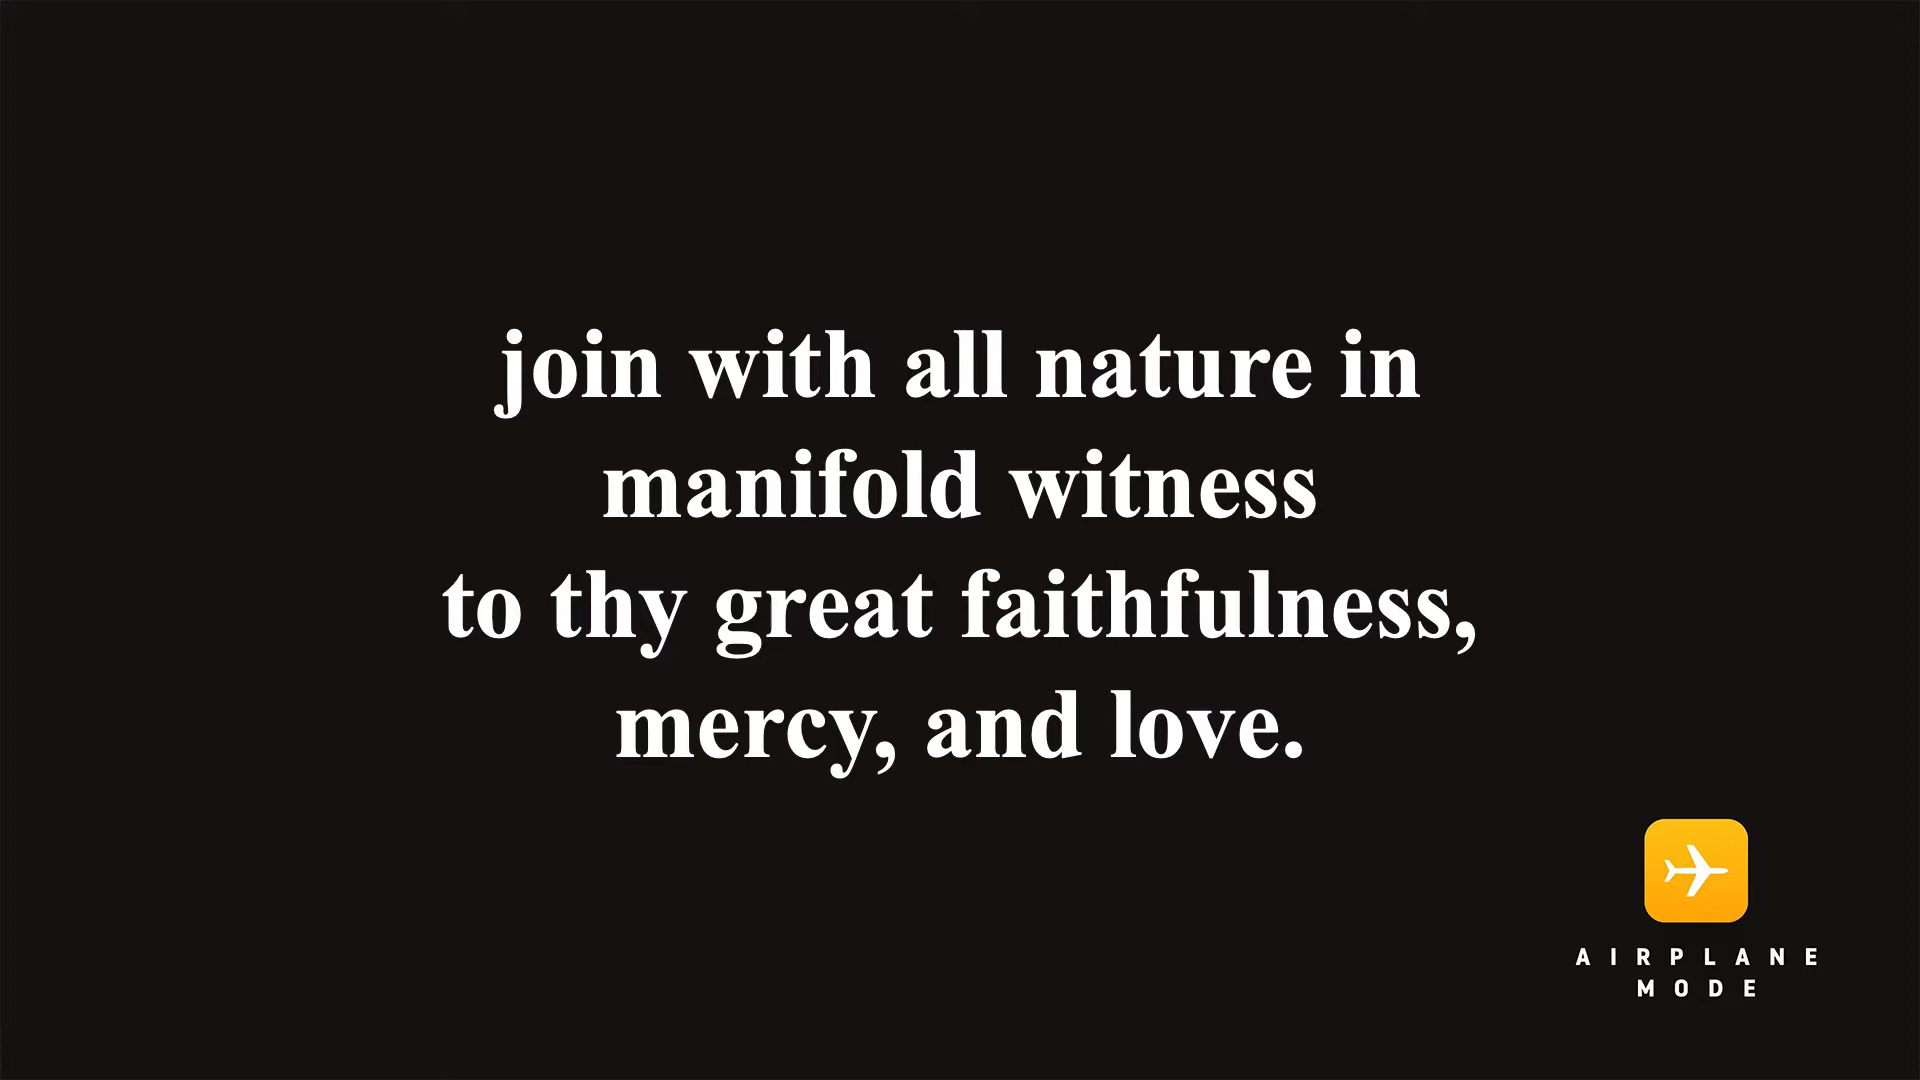 join with all nature in
manifold witness
to thy great faithfulness,
mercy, and love.
AIRPLANE
MODE